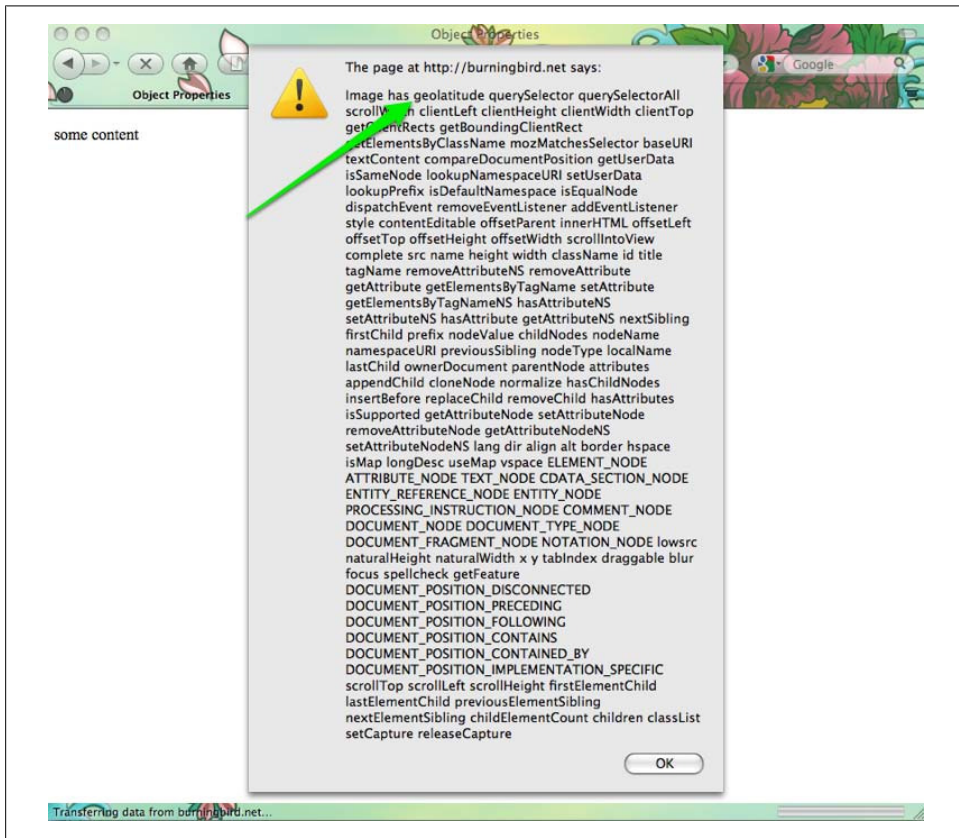 Object Properties
Google
Object Properties
some content
The page at http://burningbird.net says:
Image has geolatitude querySelector querySelectorAll
clientLeft clientHeight clientWidth clientTop
getBoundingClientRect
getElementsByClassName mozMatchesSelector baseURI
textContent compareDocumentPosition getUserData
isSameNode lookupNamespaceURI setUserData
lookupPrefix isDefaultNamespace isEqualNode
dispatchEvent removeEventListener addEventListener
style contentEditable offsetParent innerHTML offsetLeft
offsetTop offsetHeight offsetWidth scrollIntoView
complete src name height width className id title
tagName removeAttributeNS removeAttribute
getAttribute getElementsByTagName setAttribute
getElementsByTagNameNS hasAttributeNS
setAttributeNS hasAttribute getAttributeNS nextSibling
firstChild prefix nodeValue childNodes nodeName
namespaceURI previousSibling nodeType localName
lastChild ownerDocument parentNode attributes
appendChild cloneNode normalize hasChildNodes
insertBefore replaceChild removeChild hasAttributes
isSupported getAttributeNode setAttributeNode
removeAttributeNode getAttributeNodeNS
setAttributeNodeNS lang dir align alt border hspace
isMap longDesc useMap vspace ELEMENT_NODE
ATTRIBUTE_NODE TEXT_NODE CDATA_SECTION_NODE
ENTITY_REFERENCE_NODE ENTITY_NODE
PROCESSING_INSTRUCTION_NODE COMMENT_NODE
DOCUMENT_NODE DOCUMENT_TYPE_NODE
DOCUMENT_FRAGMENT_NODE NOTATION_NODE lowsrc
naturalHeight naturalWidth x y tabIndex draggable blur
focus spellcheck getFeature
DOCUMENT_POSITION_DISCONNECTED
DOCUMENT_POSITION_PRECEDING
DOCUMENT_POSITION_FOLLOWING
DOCUMENT_POSITION_CONTAINS
DOCUMENT_POSITION_CONTAINED_BY
DOCUMENT_POSITION_IMPLEMENTATION_SPECIFIC
scrollTop scrollLeft scrollHeight firstElementChild
lastElementChild previousElementSibling
nextElementSibling childElementCount children classList
setCapture releaseCapture
OK
Transferring data from burningbird.net...